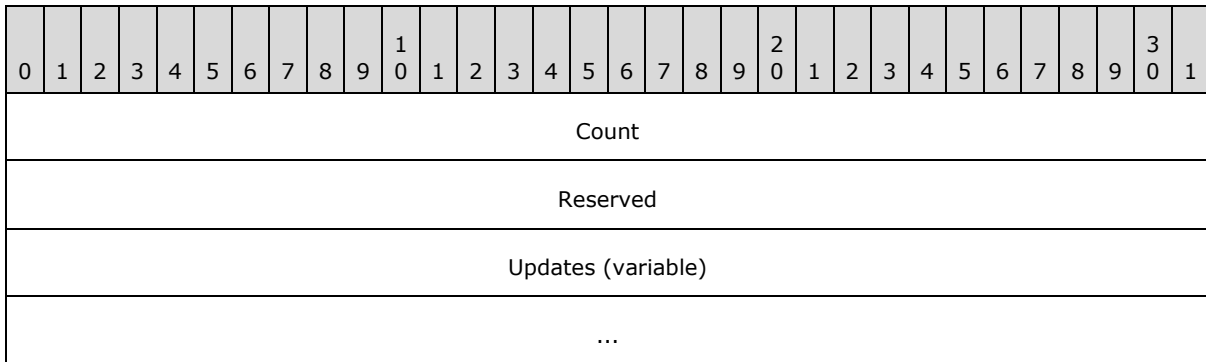 0 1 2 3 4 5 6 7 8 9 1 0 1 2 3 4 5 6 7 8 9 2 0 1 2 3 4 5 6 7 8 9 3 0 1
Count
Reserved
Updates (variable)
...